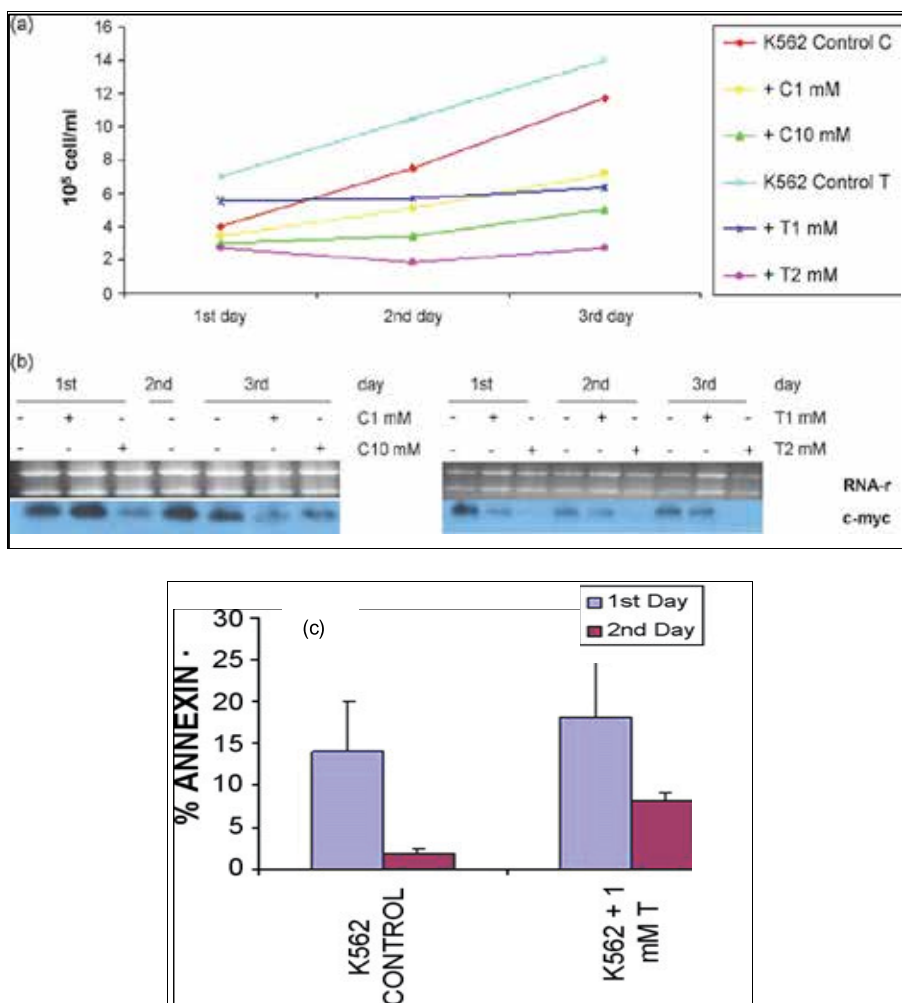 (a)
16
14
12
10
8
6
4
2
0
10⁵ cell/ml
1st day 2nd day 3rd day
K562 Control C
+ C1 mM
+ C10 mM
K562 Control T
+ T1 mM
+ T2 mM
(b)
1st 2nd 3rd day
- + - - - + - C1 mM
- - + - - - + C10 mM
1st 2nd 3rd day
- + - - + - - + - T1 mM
- - + - - + - - + T2 mM
RNA-r
c-myc
(c)
1st Day
2nd Day
% ANNEXIN
30
25
20
15
10
5
0
K562
CONTROL
K562 + 1
mM T